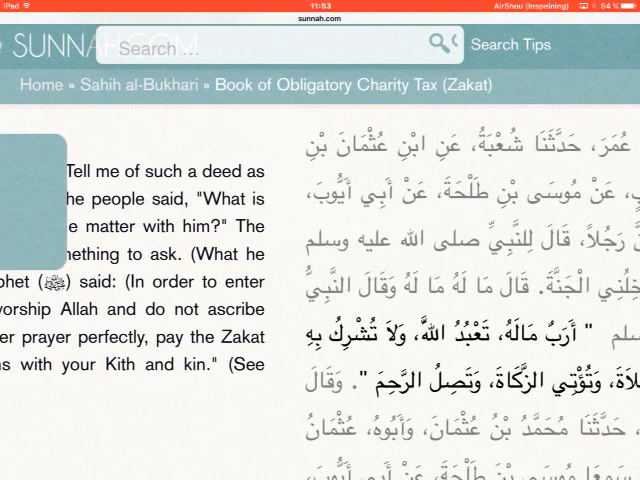 iPad 11:53 AirShou (Inspelning) 94 %
sunnah.com
SUNNAH.COM Search ... Search Tips
Home » Sahih al-Bukhari » Book of Obligatory Charity Tax (Zakat)
Tell me of such a deed as
he people said, "What is
e matter with him?" The
nething to ask. (What he
ophet (ﷺ) said: (In order to enter
vorship Allah and do not ascribe
er prayer perfectly, pay the Zakat
ns with your Kith and kin." (See
عُمَرَ، حَدَّثَنَا شُعْبَةُ، عَنِ ابْنِ عُثْمَانَ بْنِ
عَنْ مُوسَى بْنِ طَلْحَةَ، عَنْ أَبِي أَيُّوبَ،
رَجُلاً، قَالَ لِلنَّبِيِّ صلى الله عليه وسلم
خِلُنِي الْجَنَّةَ. قَالَ مَا لَهُ مَا لَهُ وَقَالَ النَّبِيُّ
سلم " أَرَبٌ مَالَهُ، تَعْبُدُ اللَّهَ، وَلاَ تُشْرِكُ بِهِ
لاَةَ، وَتُؤْتِي الزَّكَاةَ، وَتَصِلُ الرَّحِمَ ". وَقَالَ
حَدَّثَنَا مُحَمَّدُ بْنُ عُثْمَانَ، وَأَبُوهُ، عُثْمَانُ
سَمِعَا مُوسَى بْنَ طَلْحَةَ، عَنْ أَبِي أَيُّوبَ،